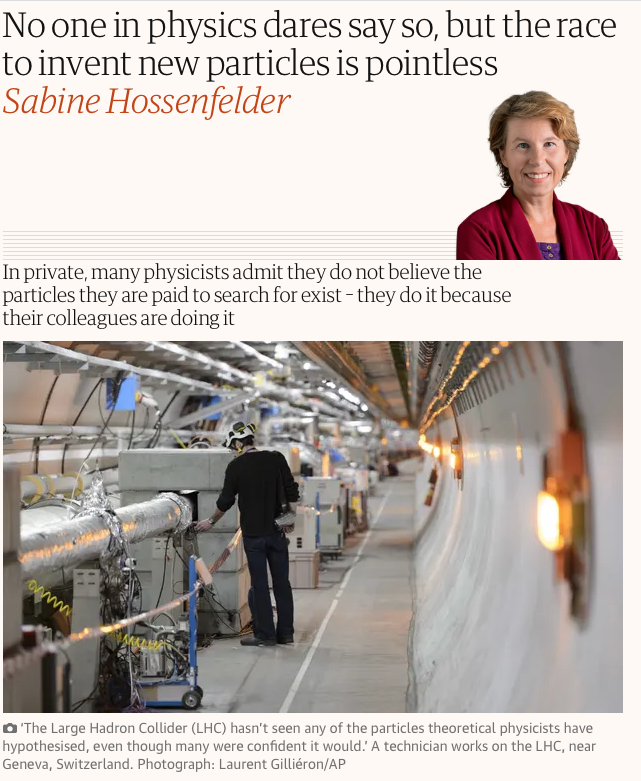 No one in physics dares say so, but the race
to invent new particles is pointless
Sabine Hossenfelder
In private, many physicists admit they do not believe the
particles they are paid to search for exist – they do it because
their colleagues are doing it
‘The Large Hadron Collider (LHC) hasn’t seen any of the particles theoretical physicists have
hypothesised, even though many were confident it would.’ A technician works on the LHC, near
Geneva, Switzerland. Photograph: Laurent Gilliéron/AP